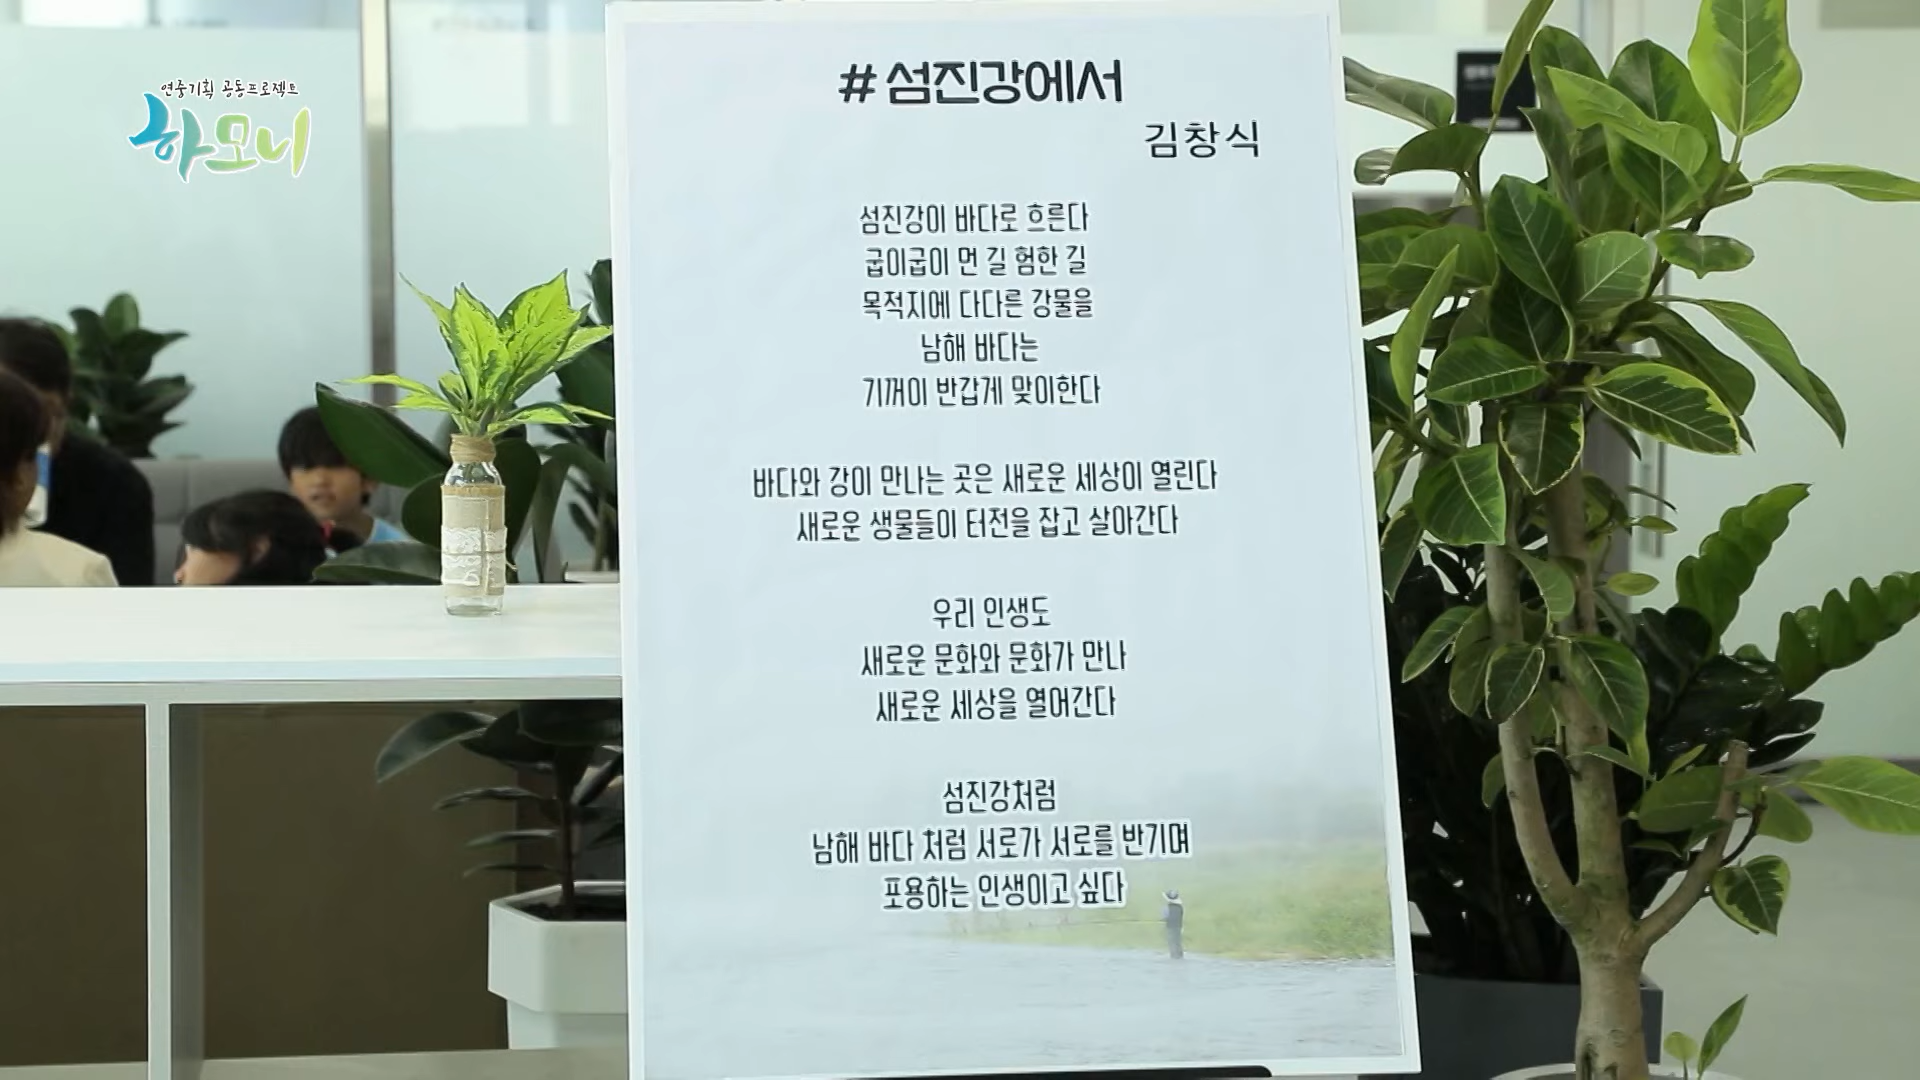 연중기획 공동프로젝트
하모니
#섬진강에서
김창식
섬진강이 바다로 흐른다
굽이굽이 먼 길 험한 길
목적지에 다다른 강물을
남해 바다는
기꺼이 반갑게 맞이한다
바다와 강이 만나는 곳은 새로운 세상이 열린다
새로운 생물들이 터전을 잡고 살아간다
우리 인생도
새로운 문화와 문화가 만나
새로운 세상을 열어간다
섬진강처럼
남해 바다 처럼 서로가 서로를 반기며
포용하는 인생이고 싶다